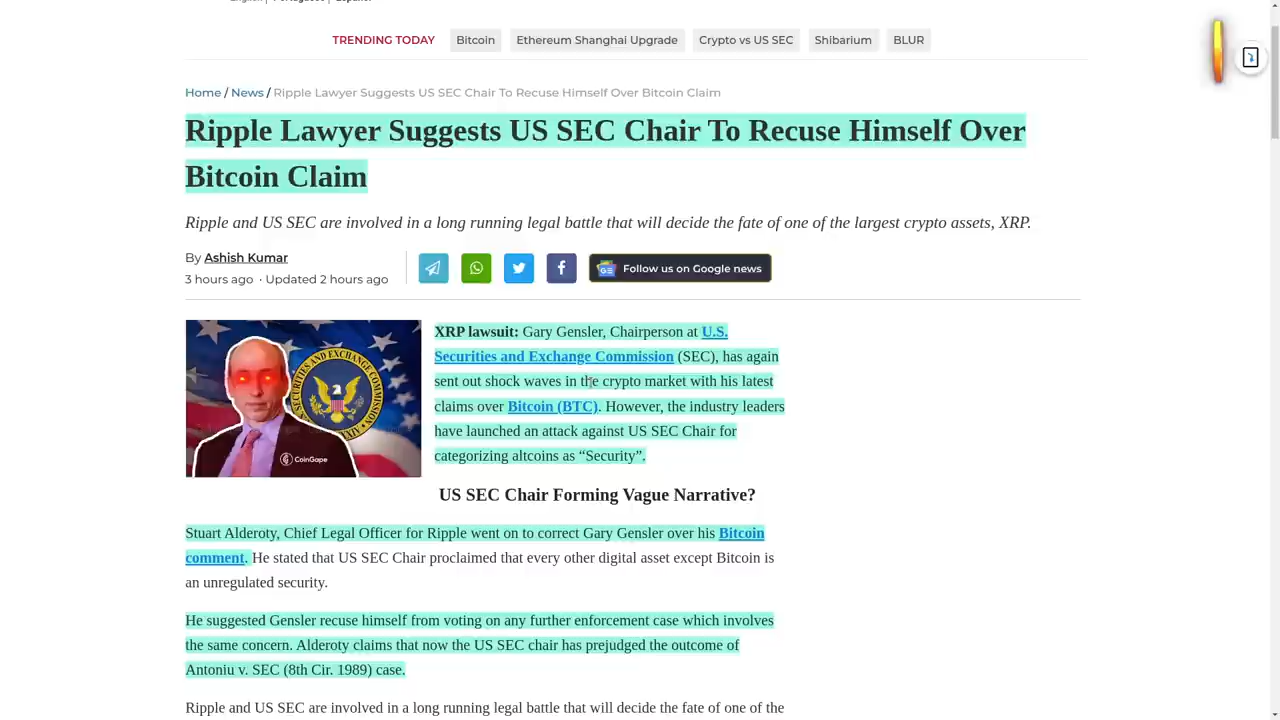 English | Português | Español
TRENDING TODAY Bitcoin Ethereum Shanghai Upgrade Crypto vs US SEC Shibarium BLUR
Home / News / Ripple Lawyer Suggests US SEC Chair To Recuse Himself Over Bitcoin Claim
Ripple Lawyer Suggests US SEC Chair To Recuse Himself Over
Bitcoin Claim
Ripple and US SEC are involved in a long running legal battle that will decide the fate of one of the largest crypto assets, XRP.
By Ashish Kumar
3 hours ago · Updated 2 hours ago
Follow us on Google news
SECURITIES AND EXCHANGE COMMISSION
CoinGape
XRP lawsuit: Gary Gensler, Chairperson at U.S.
Securities and Exchange Commission (SEC), has again
sent out shock waves in the crypto market with his latest
claims over Bitcoin (BTC). However, the industry leaders
have launched an attack against US SEC Chair for
categorizing altcoins as “Security”.
US SEC Chair Forming Vague Narrative?
Stuart Alderoty, Chief Legal Officer for Ripple went on to correct Gary Gensler over his Bitcoin
comment. He stated that US SEC Chair proclaimed that every other digital asset except Bitcoin is
an unregulated security.
He suggested Gensler recuse himself from voting on any further enforcement case which involves
the same concern. Alderoty claims that now the US SEC chair has prejudged the outcome of
Antoniu v. SEC (8th Cir. 1989) case.
Ripple and US SEC are involved in a long running legal battle that will decide the fate of one of the